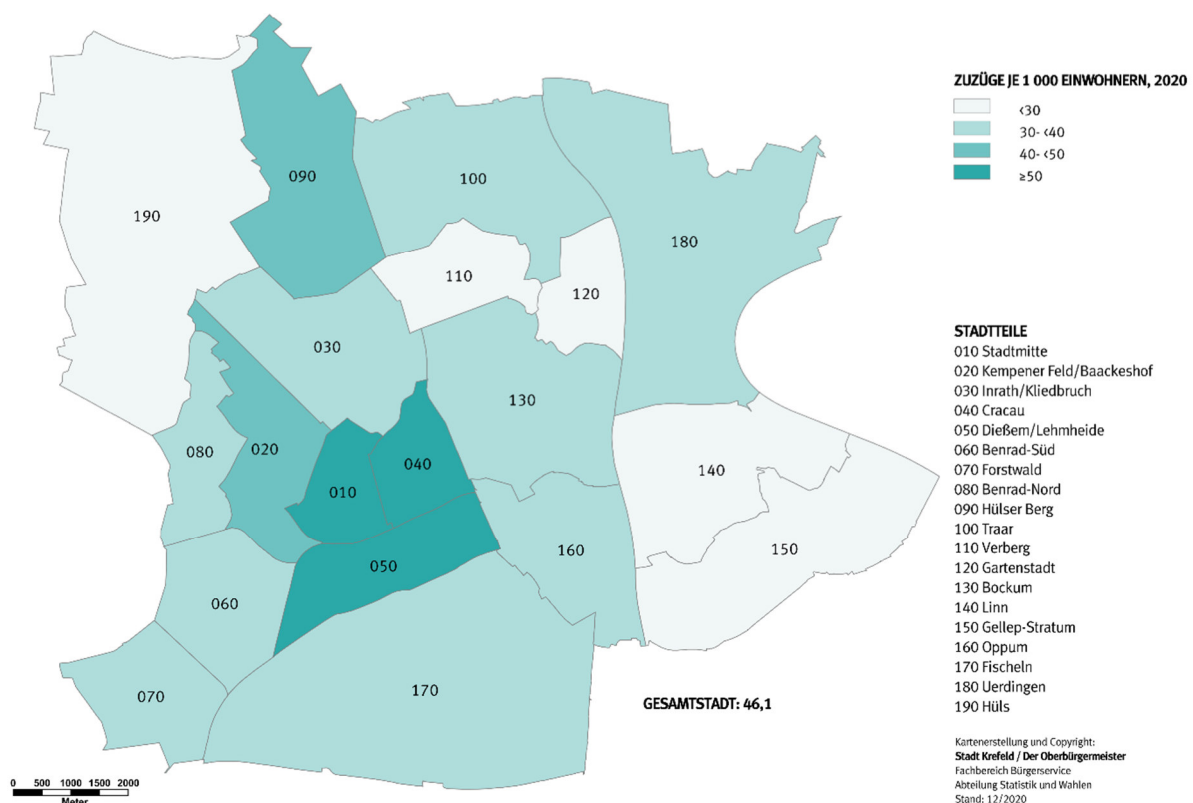 ZUZÜGE JE 1 000 EINWOHNERN, 2020
<30
30- <40
40- <50
≥50
090
100
190
180
110
120
030
130
080
020
040
010
140
150
050
160
060
070
170
GESAMTSTADT: 46,1
STADTTEILE
010 Stadtmitte
020 Kempener Feld/Baackeshof
030 Inrath/Kliedbruch
040 Cracau
050 Dießem/Lehmheide
060 Benrad-Süd
070 Forstwald
080 Benrad-Nord
090 Hülser Berg
100 Traar
110 Verberg
120 Gartenstadt
130 Bockum
140 Linn
150 Gellep-Stratum
160 Oppum
170 Fischeln
180 Uerdingen
190 Hüls
Kartenerstellung und Copyright:
Stadt Krefeld / Der Oberbürgermeister
Fachbereich Bürgerservice
Abteilung Statistik und Wahlen
Stand: 12/2020
0 500 1000 1500 2000
Meter